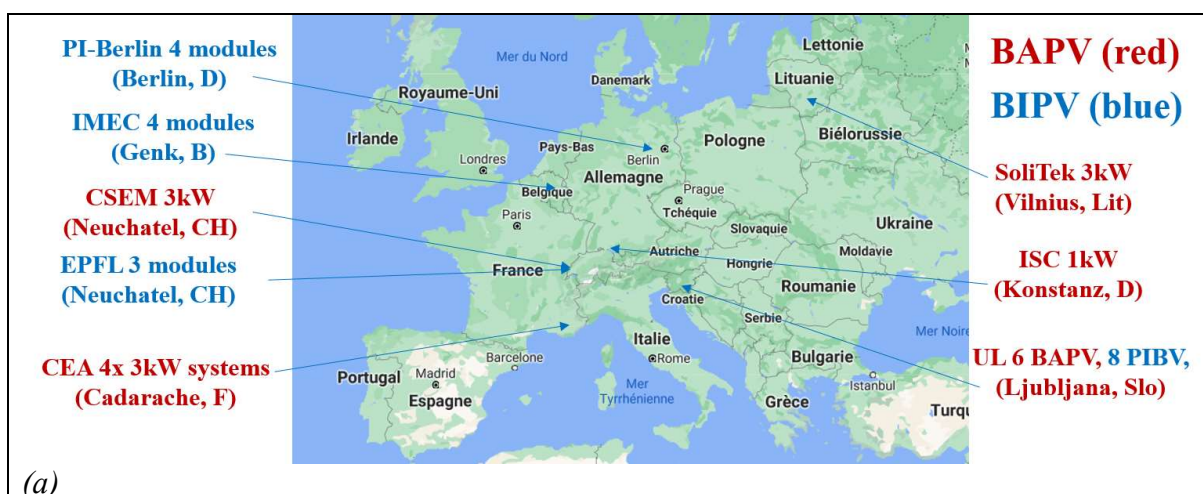 PI-Berlin 4 modules
(Berlin, D)
IMEC 4 modules
(Genk, B)
CSEM 3kW
(Neuchatel, CH)
EPFL 3 modules
(Neuchatel, CH)
CEA 4x 3kW systems
(Cadarache, F)
Mer du Nord
Lettonie
Danemark
Lituanie
Royaume-Uni
Biélorussie
Irlande
Pays-Bas
Pologne
Londres
Berlin
Allemagne
Belgique
Prague
Paris
Tchéquie
Ukraine
Slovaquie
Autriche
Moldavie
France
Hongrie
Roumanie
Croatie
Serbie
Italie
Mer Noire
Barcelone
Bulgarie
Portugal
Madrid
Rome
Istanbul
Espagne
Mer
Tyrrhénienne
Grèce
Turqu
BAPV (red)
BIPV (blue)
SoliTek 3kW
(Vilnius, Lit)
ISC 1kW
(Konstanz, D)
UL 6 BAPV, 8 PIBV,
(Ljubljana, Slo)
(a)